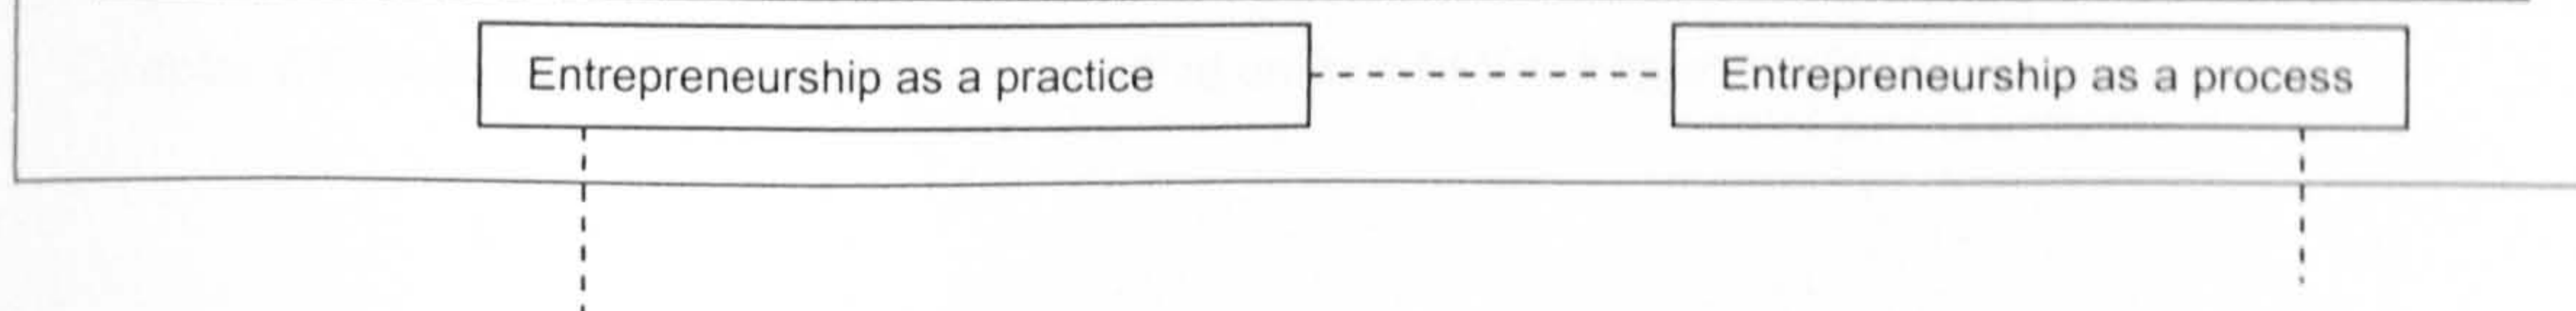 Entrepreneurship as a practice
Entrepreneurship as a process